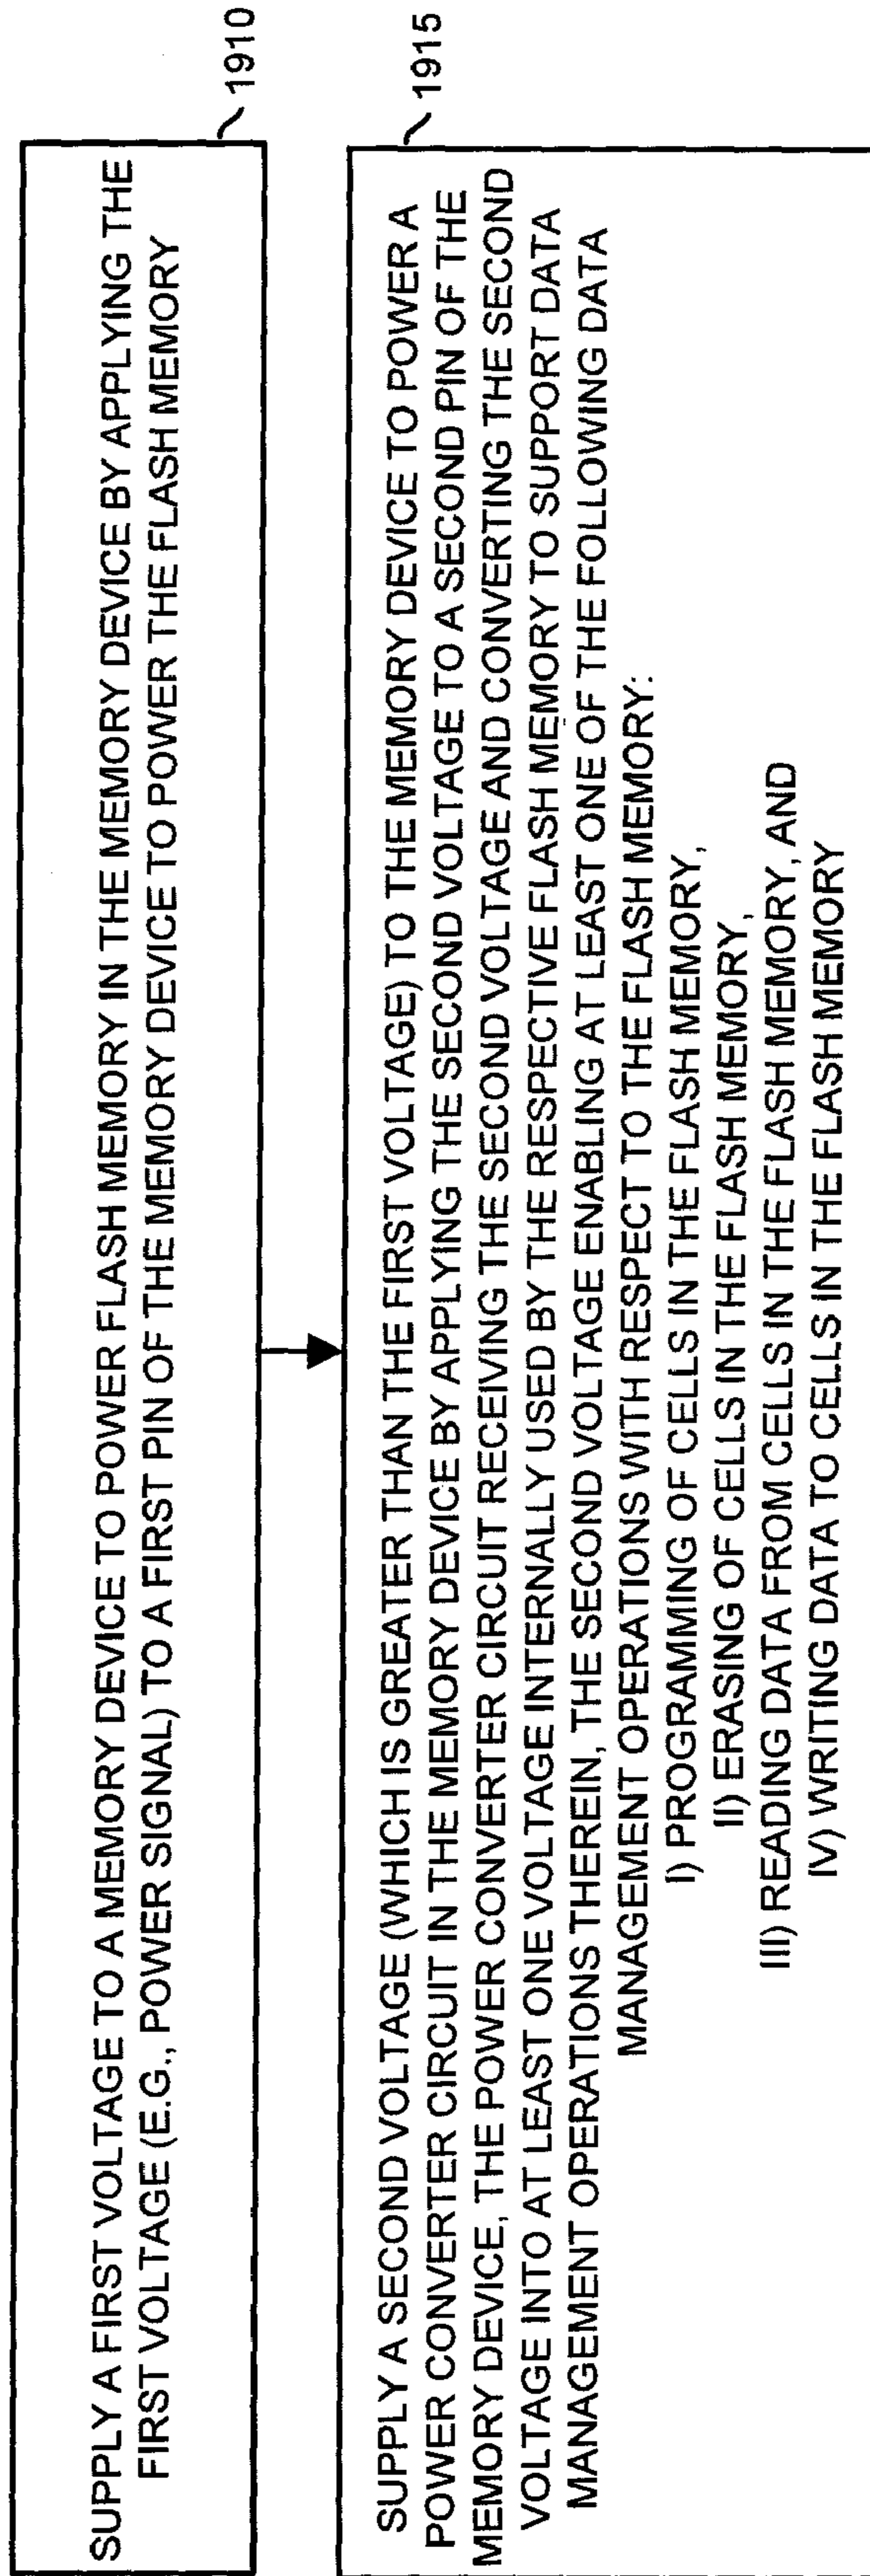 SUPPLY A FIRST VOLTAGE TO A MEMORY DEVICE TO POWER FLASH MEMORY IN THE MEMORY DEVICE BY APPLYING THE
FIRST VOLTAGE (E.G., POWER SIGNAL) TO A FIRST PIN OF THE MEMORY DEVICE TO POWER THE FLASH MEMORY
1910
SUPPLY A SECOND VOLTAGE (WHICH IS GREATER THAN THE FIRST VOLTAGE) TO THE MEMORY DEVICE TO POWER A
POWER CONVERTER CIRCUIT IN THE MEMORY DEVICE BY APPLYING THE SECOND VOLTAGE TO A SECOND PIN OF THE
MEMORY DEVICE, THE POWER CONVERTER CIRCUIT RECEIVING THE SECOND VOLTAGE AND CONVERTING THE SECOND
VOLTAGE INTO AT LEAST ONE VOLTAGE INTERNALLY USED BY THE RESPECTIVE FLASH MEMORY TO SUPPORT DATA
MANAGEMENT OPERATIONS THEREIN, THE SECOND VOLTAGE ENABLING AT LEAST ONE OF THE FOLLOWING DATA
MANAGEMENT OPERATIONS WITH RESPECT TO THE FLASH MEMORY:
I) PROGRAMMING OF CELLS IN THE FLASH MEMORY,
II) ERASING OF CELLS IN THE FLASH MEMORY,
III) READING DATA FROM CELLS IN THE FLASH MEMORY, AND
IV) WRITING DATA TO CELLS IN THE FLASH MEMORY
1915